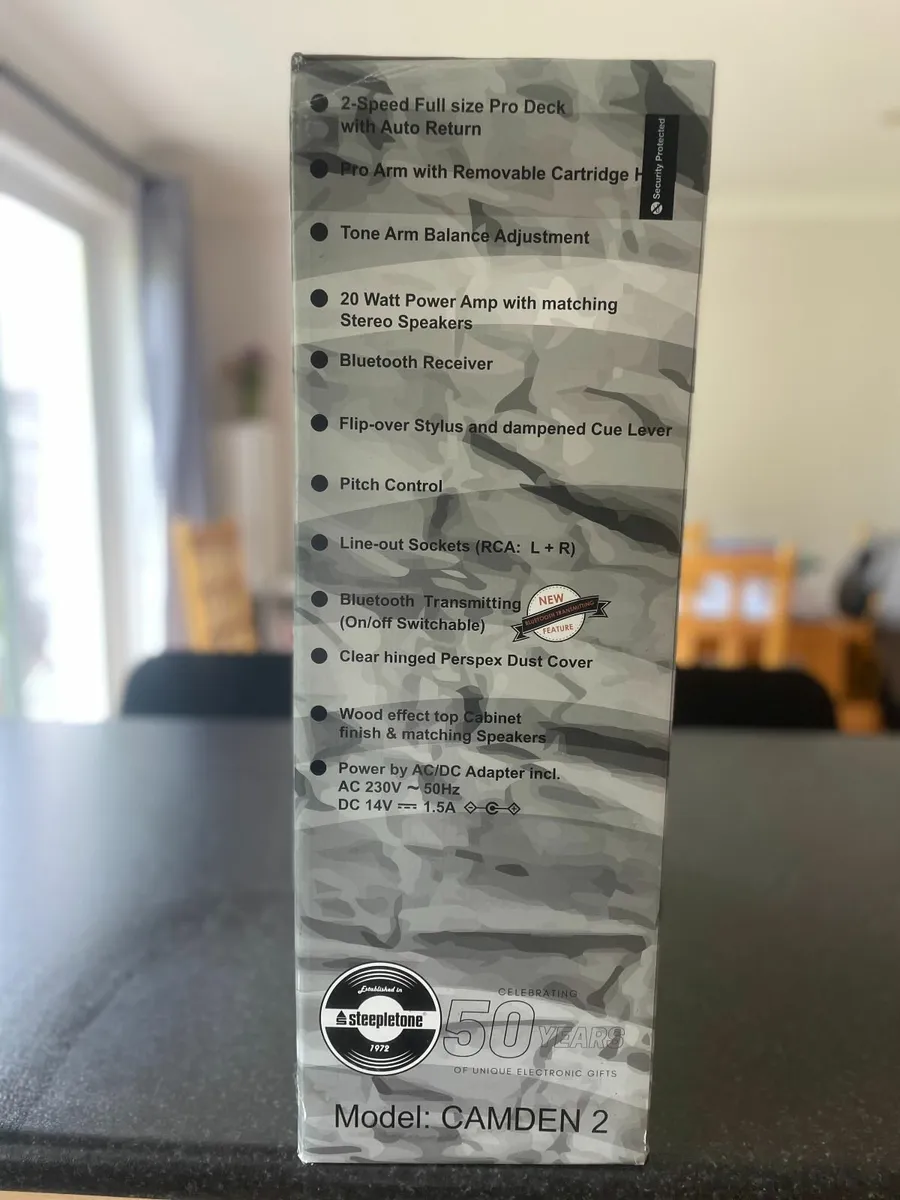 2-Speed Full size Pro Deck
with Auto Return
Pro Arm with Removable Cartridge H
Security Protected
Tone Arm Balance Adjustment
20 Watt Power Amp with matching
Stereo Speakers
Bluetooth Receiver
Flip-over Stylus and dampened Cue Lever
Pitch Control
Line-out Sockets (RCA: L + R)
Bluetooth Transmitting
(On/off Switchable)
NEW
BLUETOOTH TRANSMITTING
FEATURE
Clear hinged Perspex Dust Cover
Wood effect top Cabinet
finish & matching Speakers
Power by AC/DC Adapter incl.
AC 230V ~ 50Hz
DC 14V ⎓ 1.5A
Established in
steepletone®
1972
CELEBRATING
50 YEARS
OF UNIQUE ELECTRONIC GIFTS
Model: CAMDEN 2